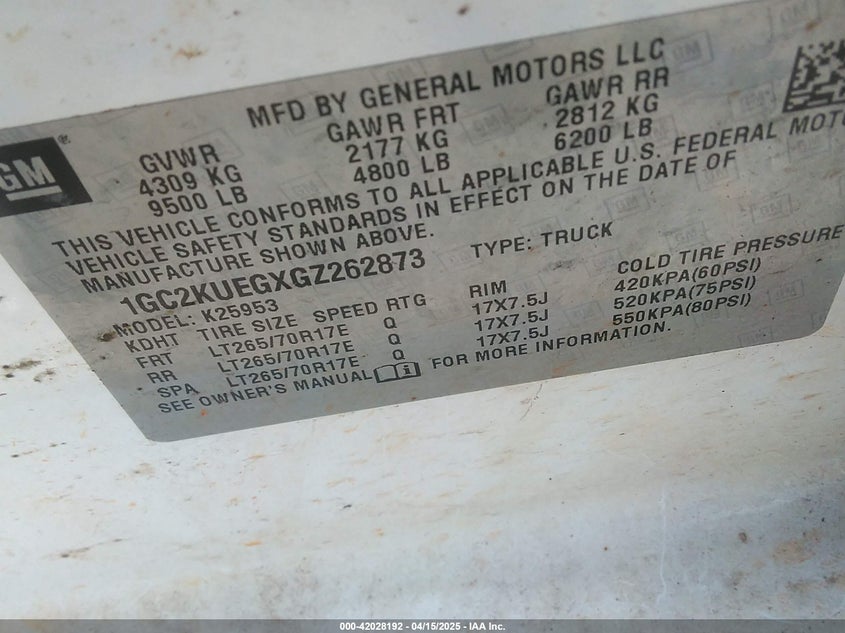 MFD BY GENERAL MOTORS LLC
GM®
GVWR GAWR FRT GAWR RR
4309 KG 2177 KG 2812 KG
9500 LB 4800 LB 6200 LB
THIS VEHICLE CONFORMS TO ALL APPLICABLE U.S. FEDERAL MOTO
VEHICLE SAFETY STANDARDS IN EFFECT ON THE DATE OF
MANUFACTURE SHOWN ABOVE.
1GC2KUEGXGZ262873 TYPE: TRUCK
MODEL: K25953
KDHT TIRE SIZE SPEED RTG RIM COLD TIRE PRESSURE
FRT LT265/70R17E Q 17X7.5J 420KPA(60PSI)
RR LT265/70R17E Q 17X7.5J 520KPA(75PSI)
SPA LT265/70R17E Q 17X7.5J 550KPA(80PSI)
SEE OWNER'S MANUAL FOR MORE INFORMATION.
000-42028192 - 04/15/2025 - IAA Inc.